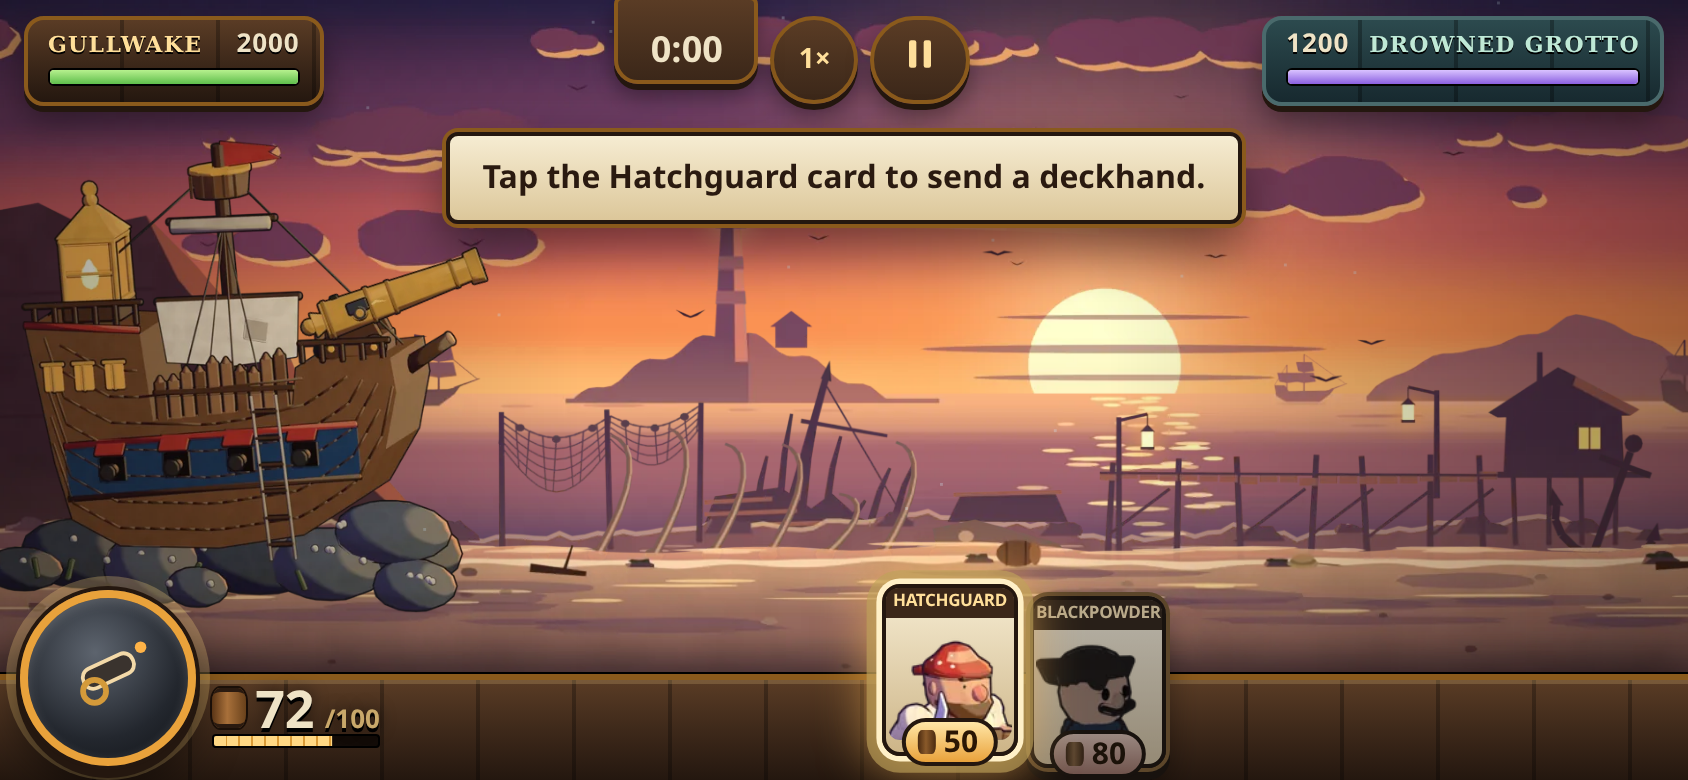 GULLWAKE 2000
0:00
1×
1200 DROWNED GROTTO
Tap the Hatchguard card to send a deckhand.
HATCHGUARD
BLACKPOWDER
72 /100
50
80